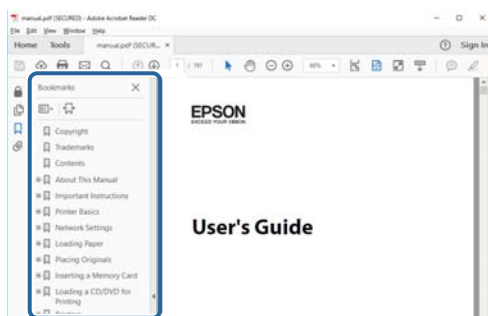 manual.pdf (SECURED) - Adobe Acrobat Reader DC
File Edit View Window Help
Home Tools manual.pdf (SECUR... ×
Sign In
1 / 191
Bookmarks
EPSON
EXCEED YOUR VISION
Copyright
Trademarks
Contents
About This Manual
Important Instructions
Printer Basics
Network Settings
User's Guide
Loading Paper
Placing Originals
Inserting a Memory Card
Loading a CD/DVD for
Printing